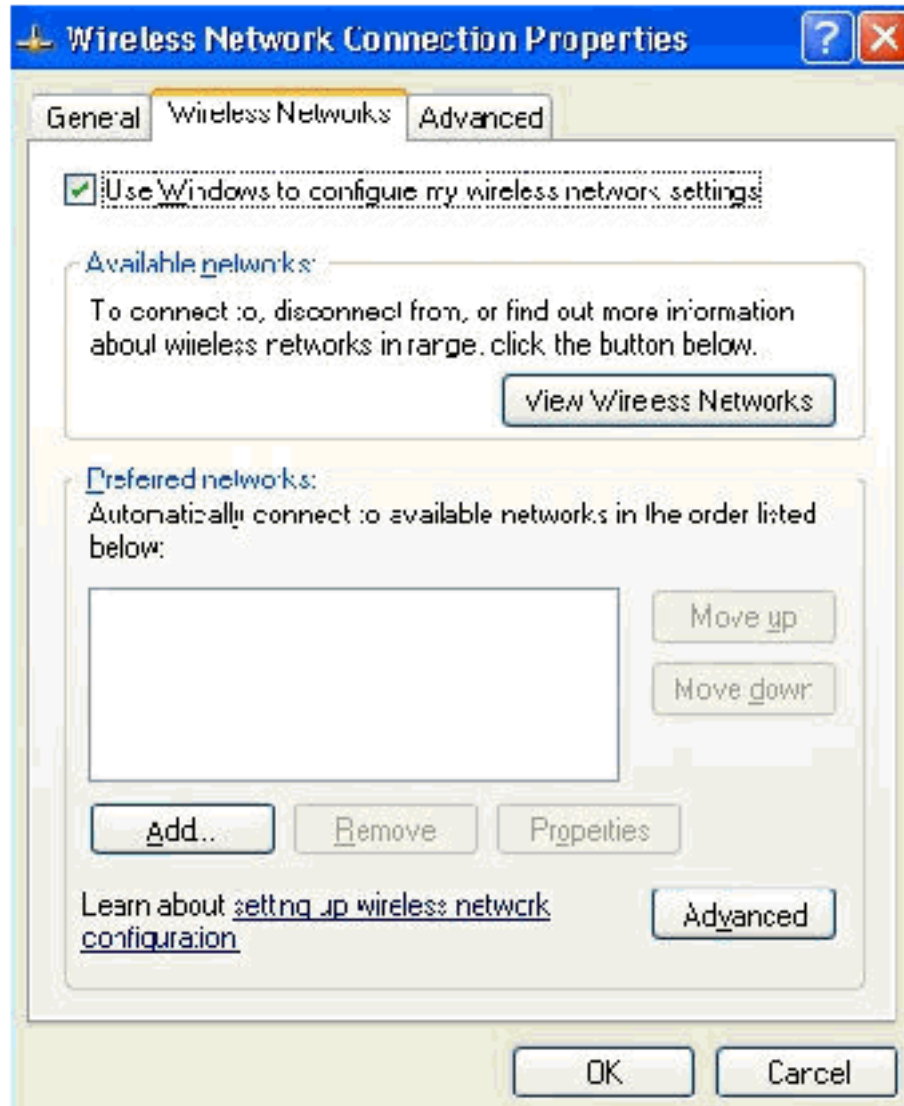 Wireless Network Connection Properties
General
Wireless Networks
Advanced
Use Windows to configure my wireless network settings
Available networks:
To connect to, disconnect from, or find out more information
about wireless networks in range, click the button below.
View Wireless Networks
Preferred networks:
Automatically connect to available networks in the order listed
below:
Move up
Move down
Add...
Remove
Properties
Learn about setting up wireless network
configuration.
Advanced
OK
Cancel